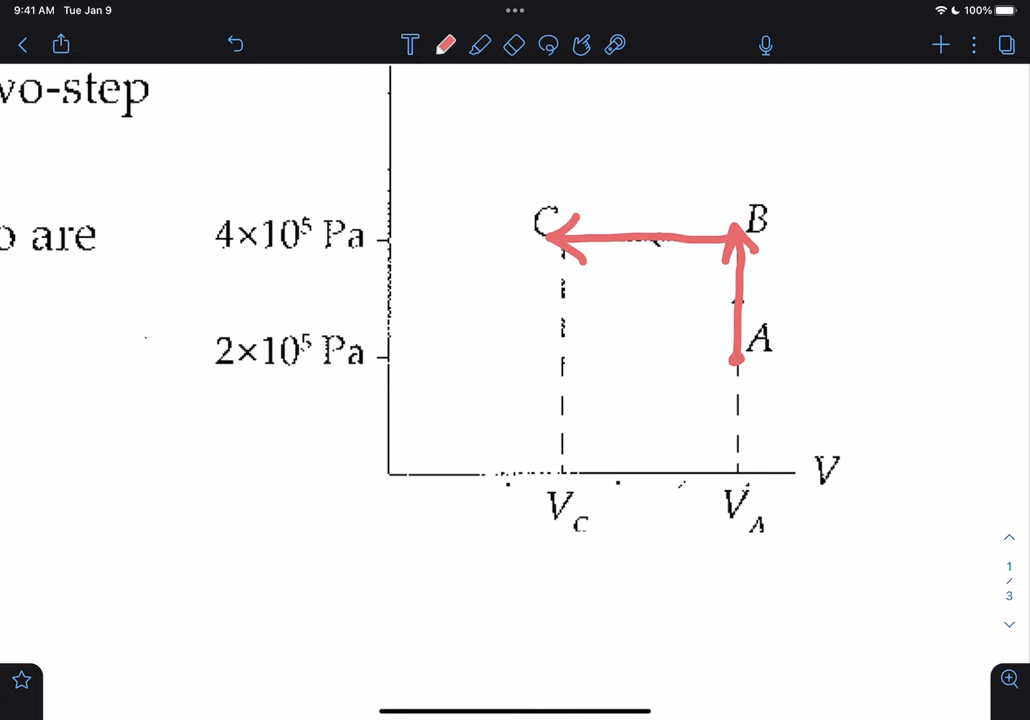 9:41 AM Tue Jan 9
100%
wo-step
C
B
4×10⁵ Pa
are
A
2×10⁵ Pa
V
V_C
V_A
1
/
3